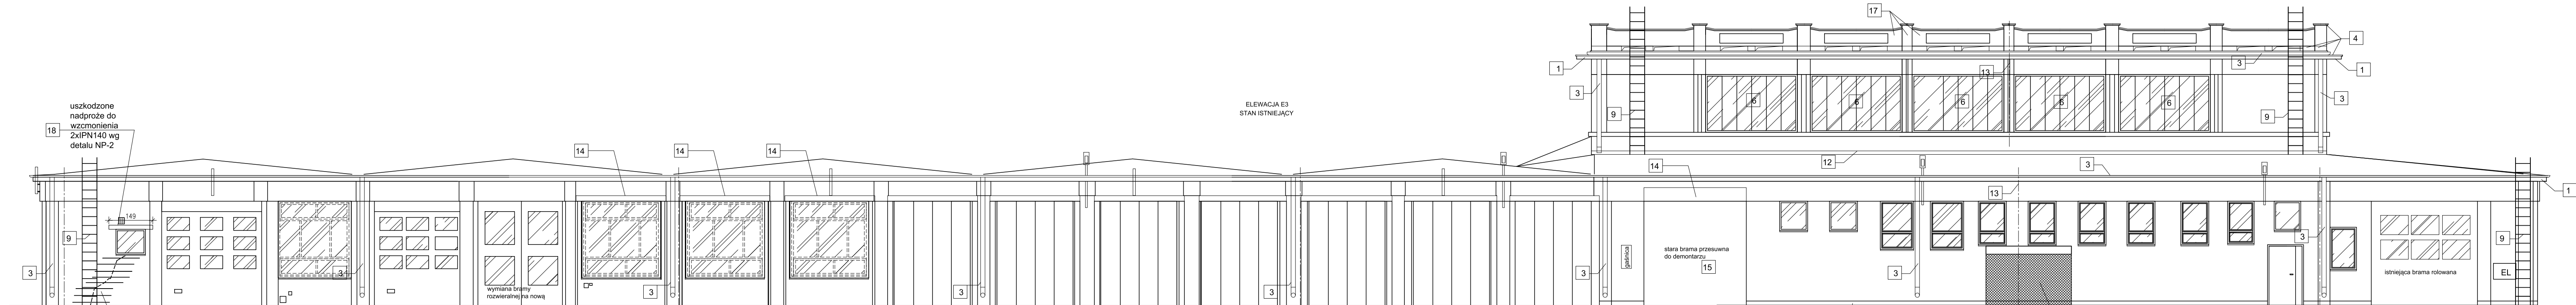 17
4
1
3
13
3
1
uszkodzone
nadproże do
wzcmonienia
2xIPN140 wg
detalu NP-2
18
ELEWACJA E3
STAN ISTNIEJĄCY
3
6
6
6
6
6
3
9
9
14
14
14
12
14
3
13
1
149
9
3
3
3
3
3
gaśnica
3
stara brama przesuwna
do demontarzu
15
3
3
9
EL
istniejąca brama rolowana
wymiana bramy
rozwieralnej na nową